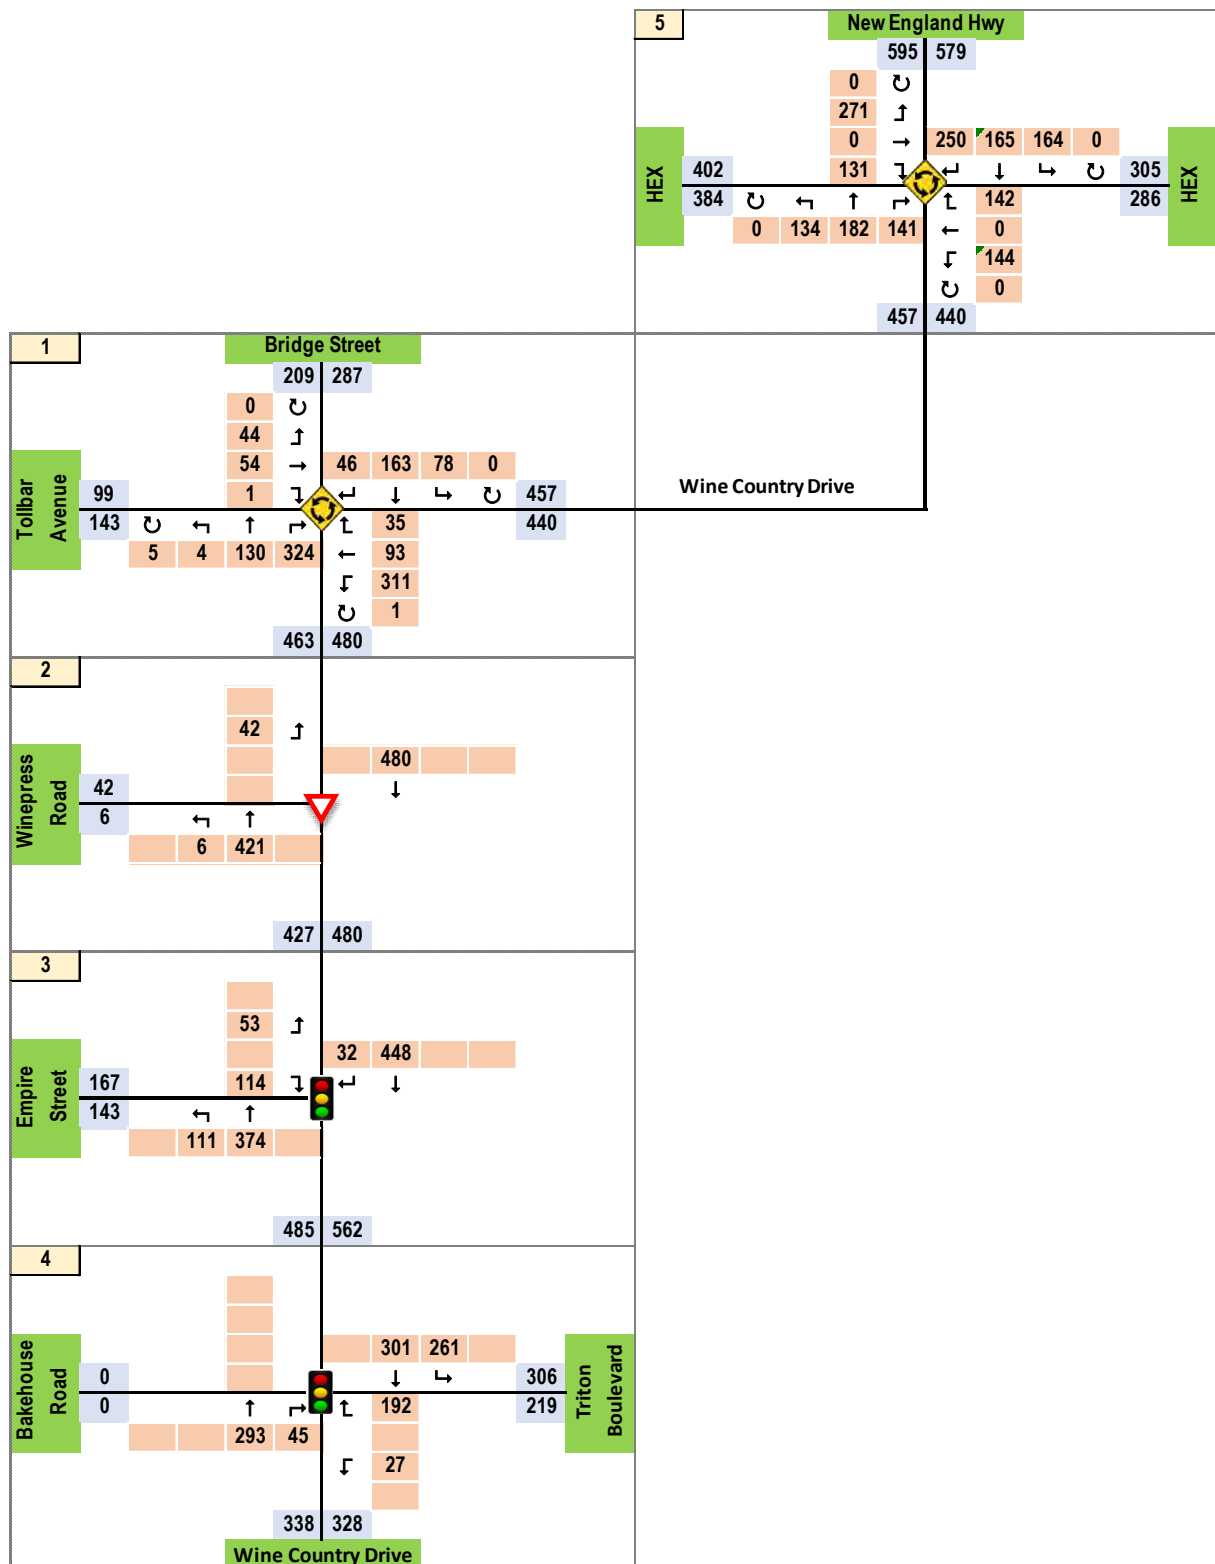 5
New England Hwy
595 579
0
271
0 250 165 164 0
HEX 402 131 305 HEX
384 142 286
0 134 182 141 0
144
0
457 440
1
Bridge Street
209 287
0
44
54 46 163 78 0
Tollbar Avenue
99 1 457
Wine Country Drive
143 35 440
5 4 130 324 93
311
1
463 480
2
42
480
Winepress Road
42
6
6 421
427 480
3
53
32 448
Empire Street
167 114
143
111 374
485 562
4
301 261
Bakehouse Road
0 306
Triton Boulevard
0 192 219
293 45
27
338 328
Wine Country Drive